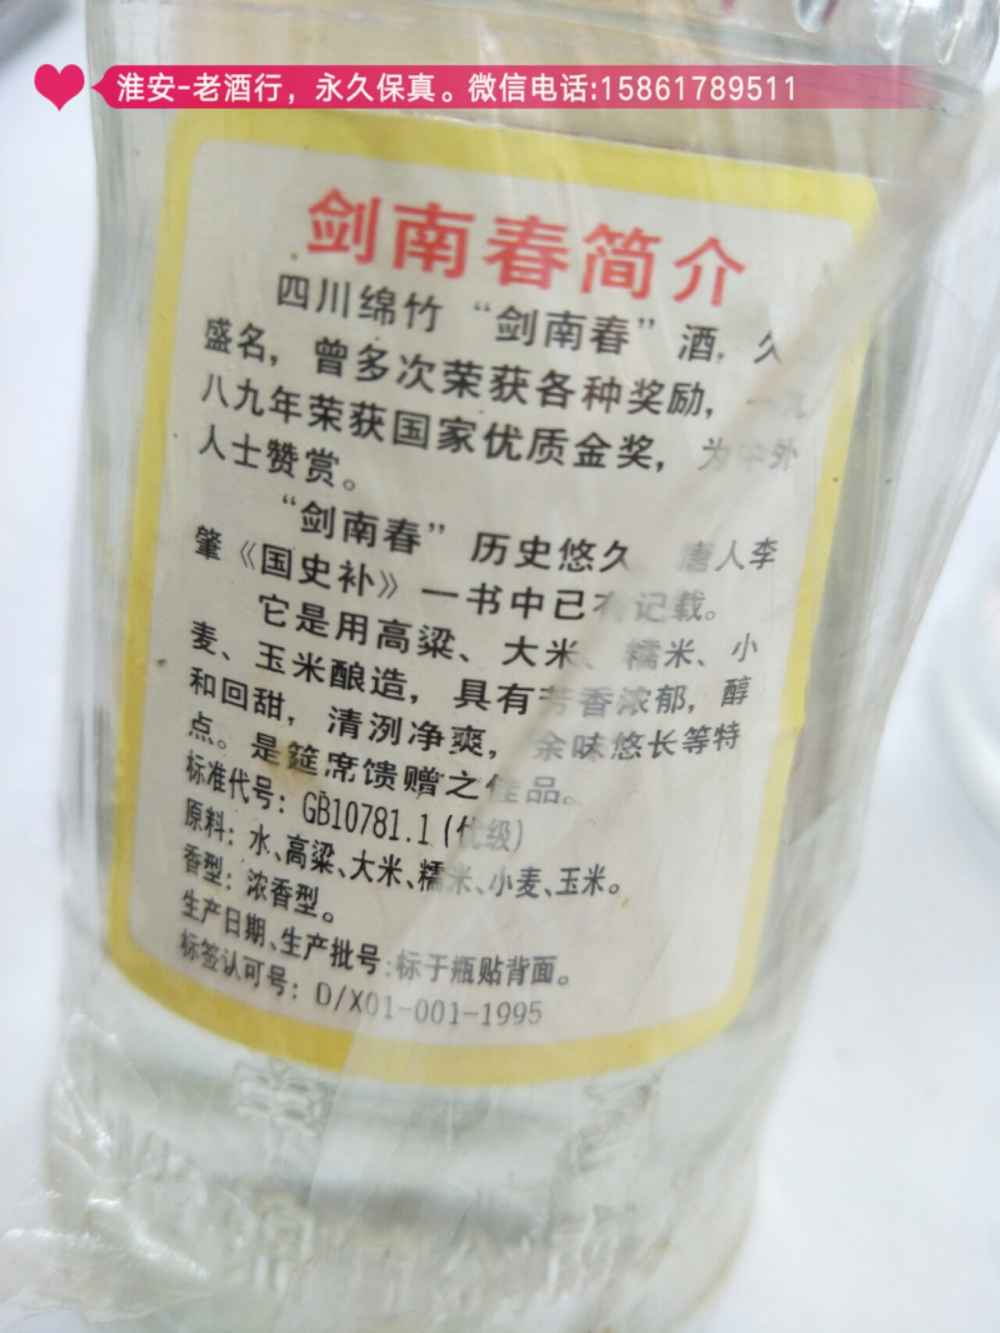 淮安-老酒行，永久保真。微信电话:15861789511
剑南春简介
四川绵竹“剑南春”酒，久
盛名，曾多次荣获各种奖励，
八九年荣获国家优质金奖，为中外
人士赞赏。
“剑南春”历史悠久 唐人李
肇《国史补》一书中已有记载。
它是用高粱、大米、糯米、小
麦、玉米酿造，具有芳香浓郁，醇
和回甜，清洌净爽，余味悠长等特
点。是筵席馈赠之佳品。
标准代号：GB10781.1(优级)
原料：水、高粱、大米、糯米、小麦、玉米。
香型：浓香型。
生产日期、生产批号:标于瓶贴背面。
标签认可号：D/X01-001-1995